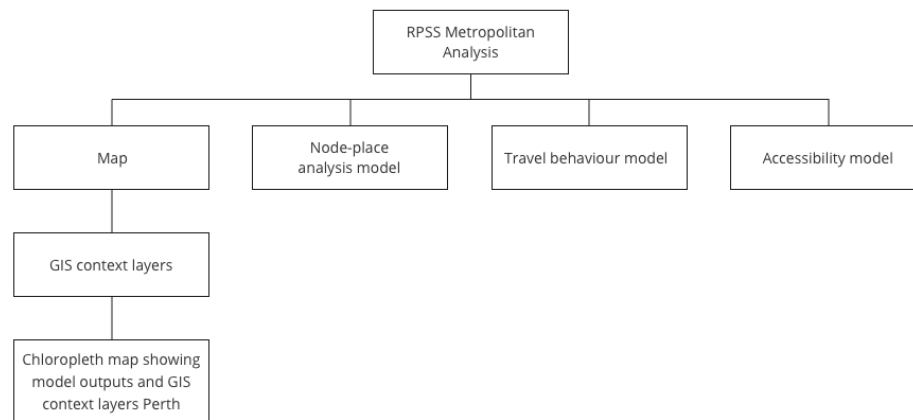 RPSS Metropolitan
Analysis
Map
Node-place
analysis model
Travel behaviour model
Accessibility model
GIS context layers
Chloropleth map showing
model outputs and GIS
context layers Perth